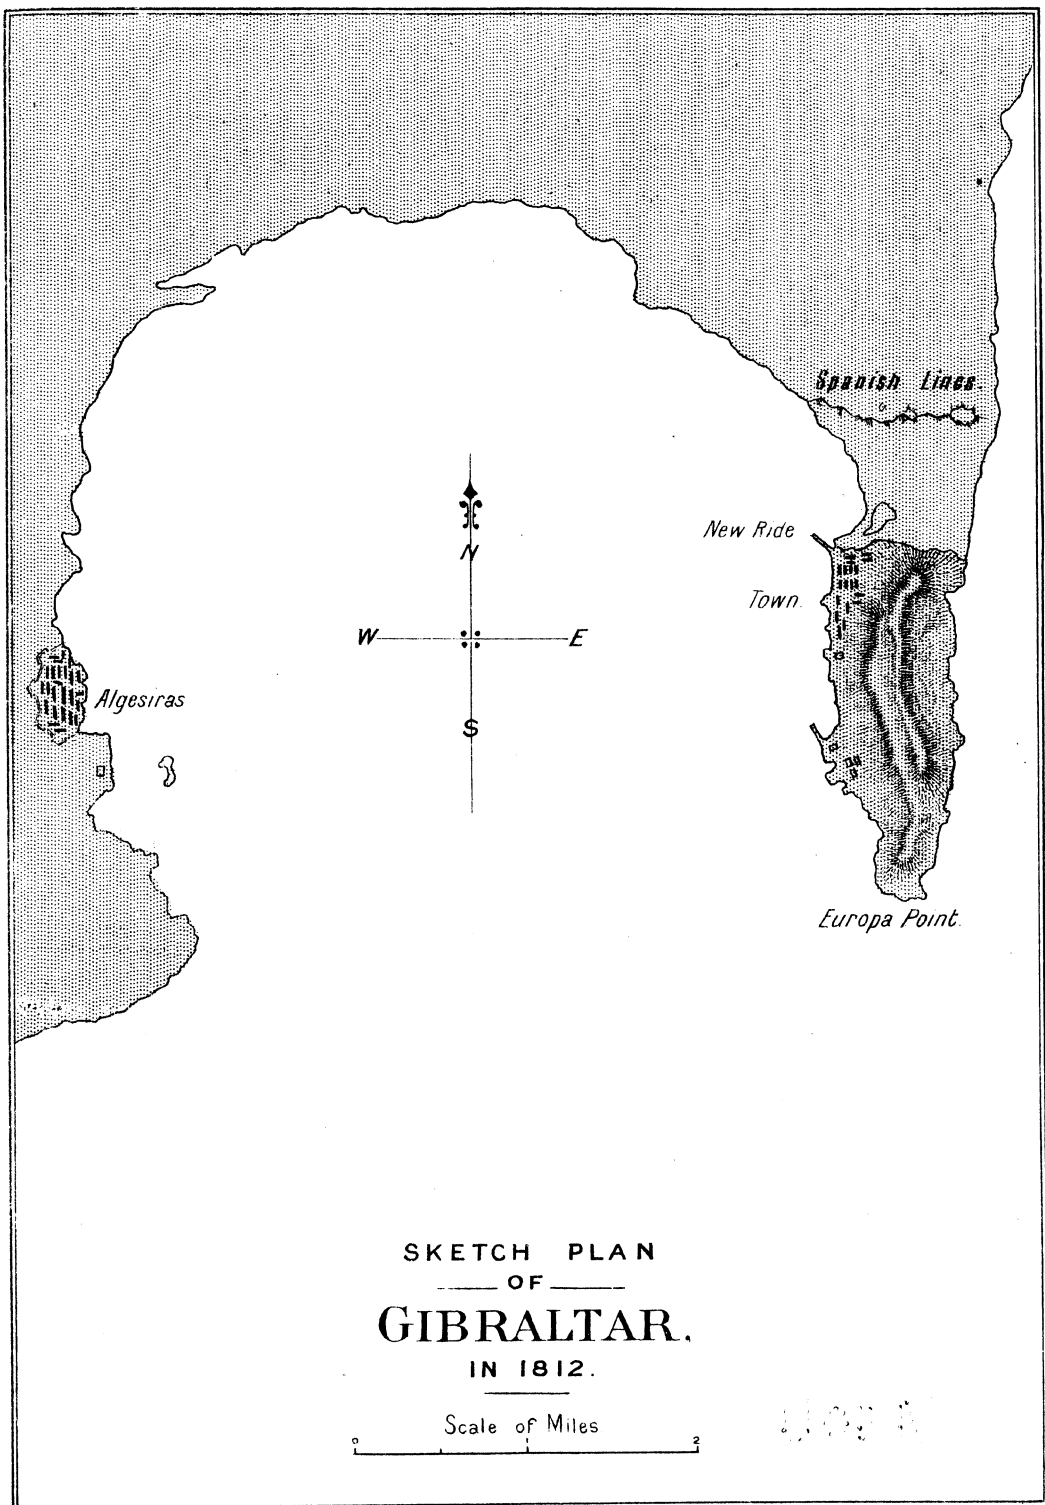 Spanish Lines.
New Ride
N
Town.
W E
Algesiras
S
Europa Point.
SKETCH PLAN
OF
GIBRALTAR.
IN 1812.
Scale of Miles
0 2